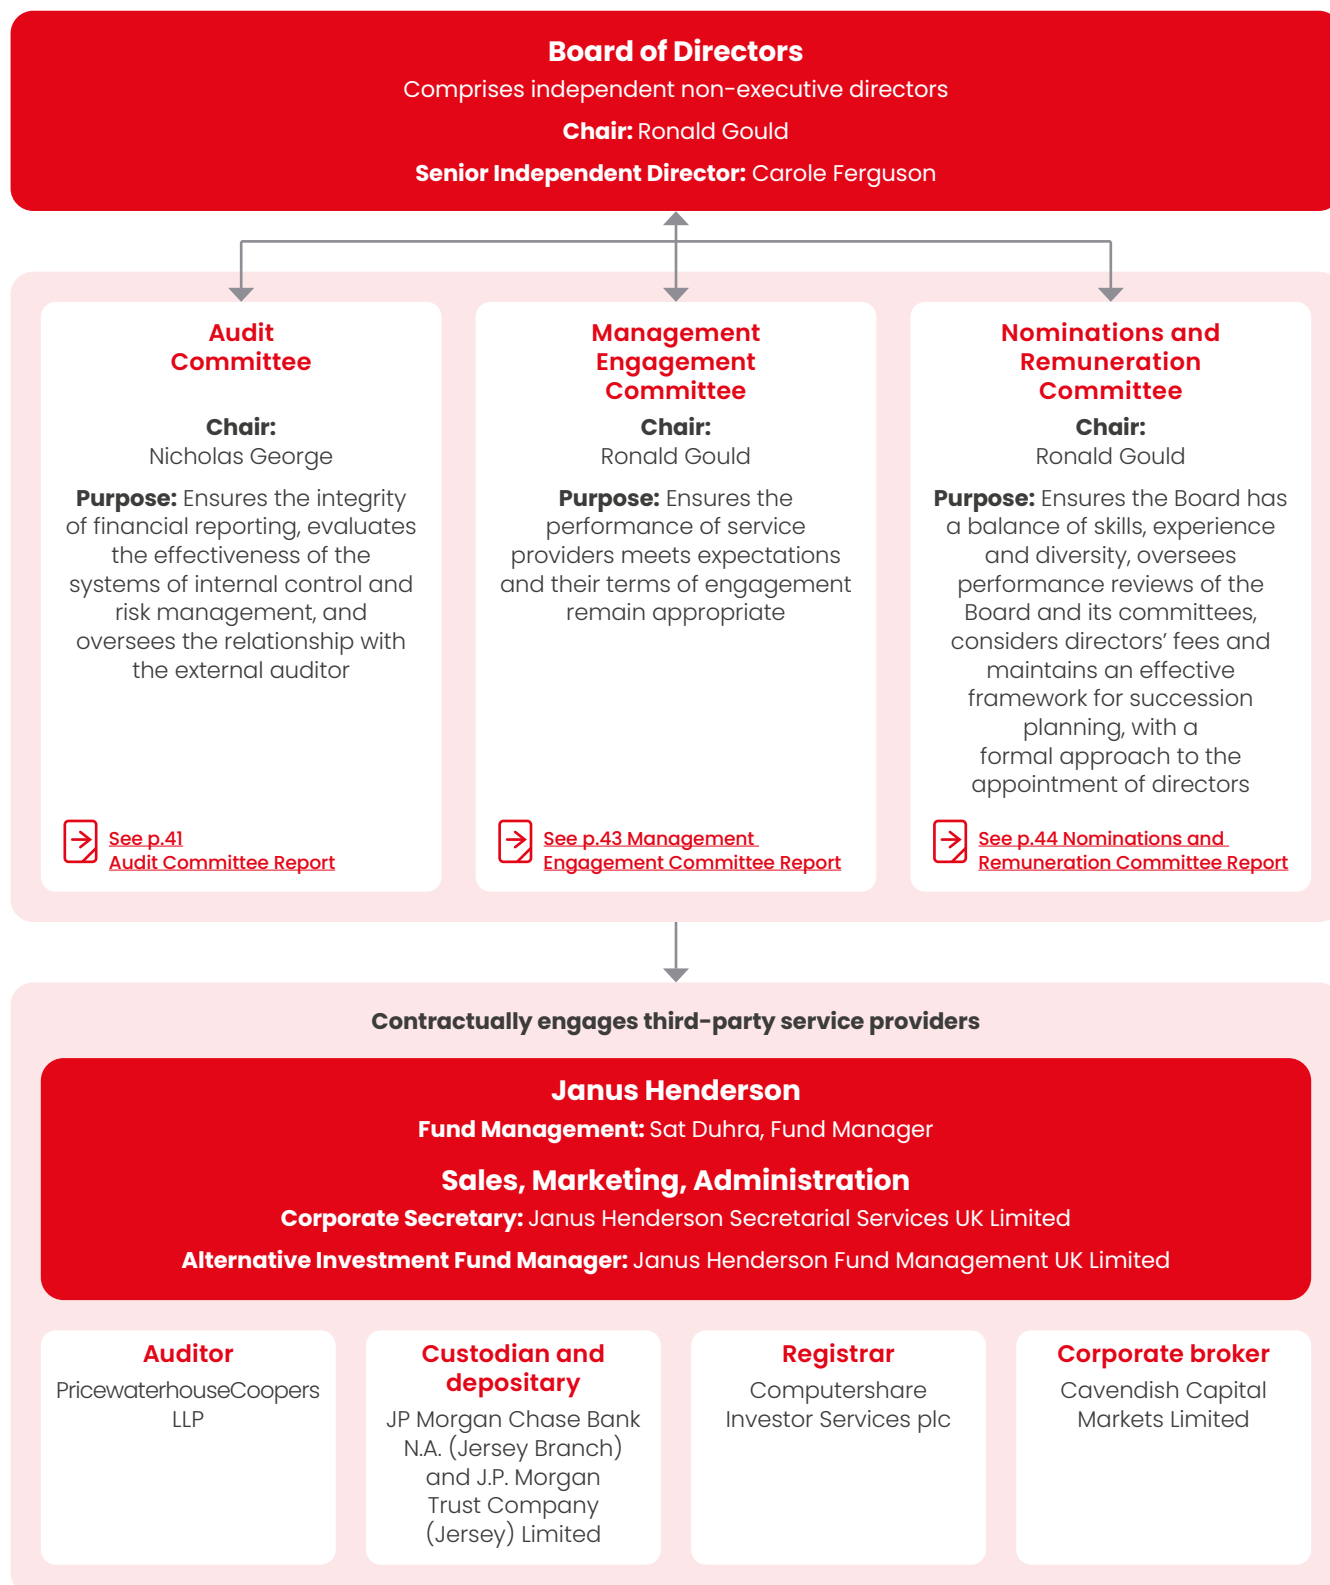 Board of Directors
Comprises independent non-executive directors
Chair: Ronald Gould
Senior Independent Director: Carole Ferguson
Audit
Committee
Chair:
Nicholas George
Purpose: Ensures the integrity
of financial reporting, evaluates
the effectiveness of the
systems of internal control and
risk management, and
oversees the relationship with
the external auditor
See p.41
Audit Committee Report
Management
Engagement
Committee
Chair:
Ronald Gould
Purpose: Ensures the
performance of service
providers meets expectations
and their terms of engagement
remain appropriate
See p.43 Management
Engagement Committee Report
Nominations and
Remuneration
Committee
Chair:
Ronald Gould
Purpose: Ensures the Board has
a balance of skills, experience
and diversity, oversees
performance reviews of the
Board and its committees,
considers directors’ fees and
maintains an effective
framework for succession
planning, with a
formal approach to the
appointment of directors
See p.44 Nominations and
Remuneration Committee Report
Contractually engages third-party service providers
Janus Henderson
Fund Management: Sat Duhra, Fund Manager
Sales, Marketing, Administration
Corporate Secretary: Janus Henderson Secretarial Services UK Limited
Alternative Investment Fund Manager: Janus Henderson Fund Management UK Limited
Auditor
PricewaterhouseCoopers
LLP
Custodian and
depositary
JP Morgan Chase Bank
N.A. (Jersey Branch)
and J.P. Morgan
Trust Company
(Jersey) Limited
Registrar
Computershare
Investor Services plc
Corporate broker
Cavendish Capital
Markets Limited